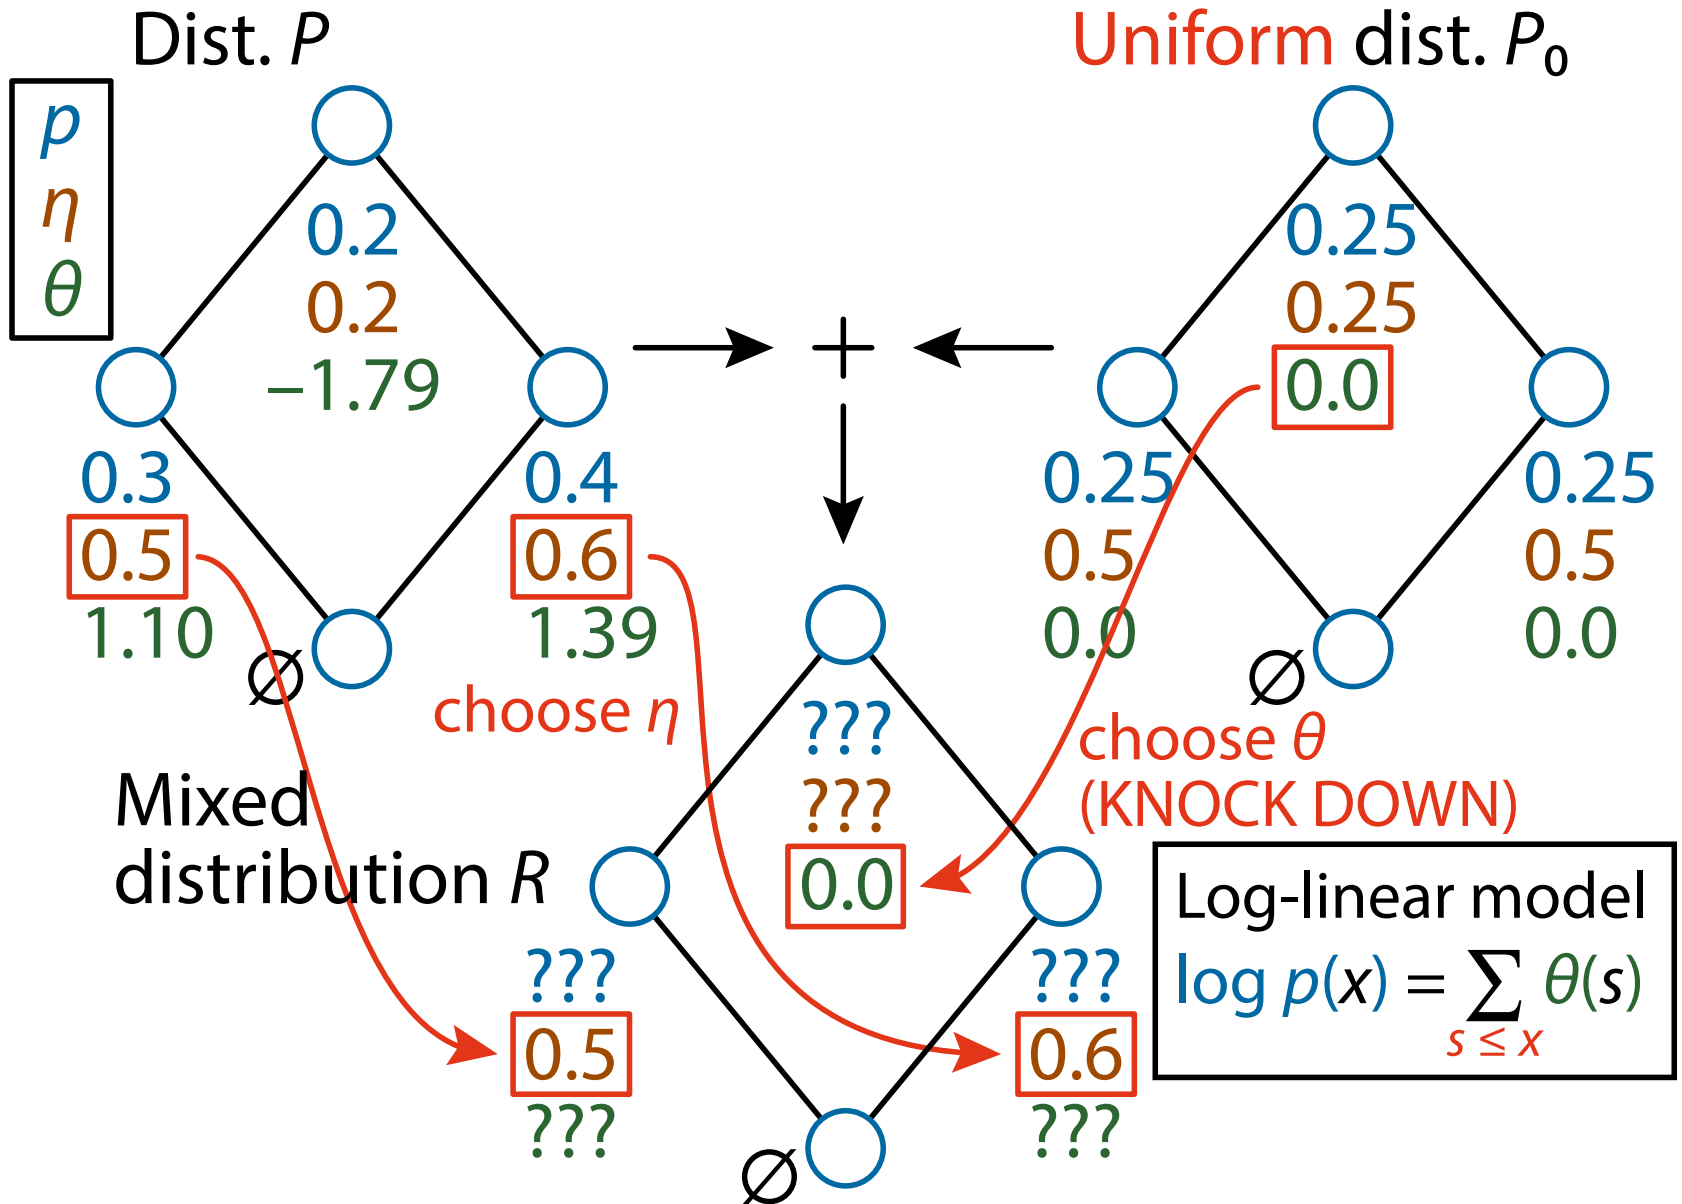 Dist. P
Uniform dist. P₀
p
η
θ
0.2
0.2
−1.79
0.3
0.5
1.10
0.4
0.6
1.39
∅
+
0.25
0.25
0.0
0.25
0.5
0.0
0.25
0.5
0.0
∅
choose η
choose θ
(KNOCK DOWN)
Mixed
distribution R
???
???
0.0
???
0.5
???
???
0.6
???
∅
Log-linear model
log p(x) = ∑ θ(s)
s ≤ x